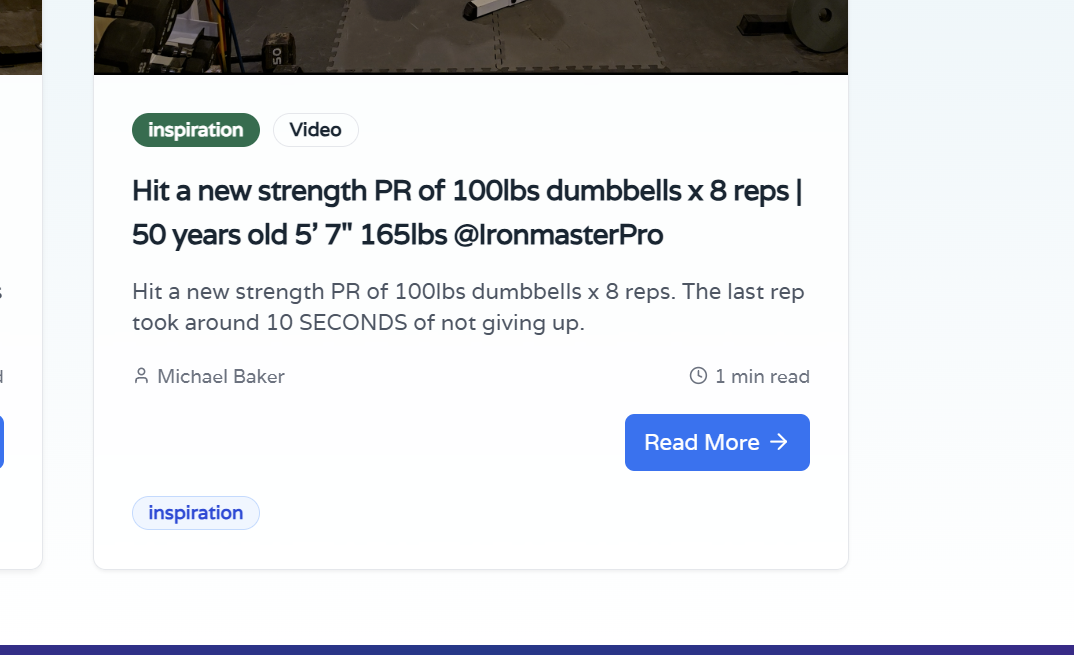 50
inspiration Video
Hit a new strength PR of 100lbs dumbbells x 8 reps |
50 years old 5’ 7" 165lbs @IronmasterPro
Hit a new strength PR of 100lbs dumbbells x 8 reps. The last rep
took around 10 SECONDS of not giving up.
Michael Baker 1 min read
Read More
inspiration